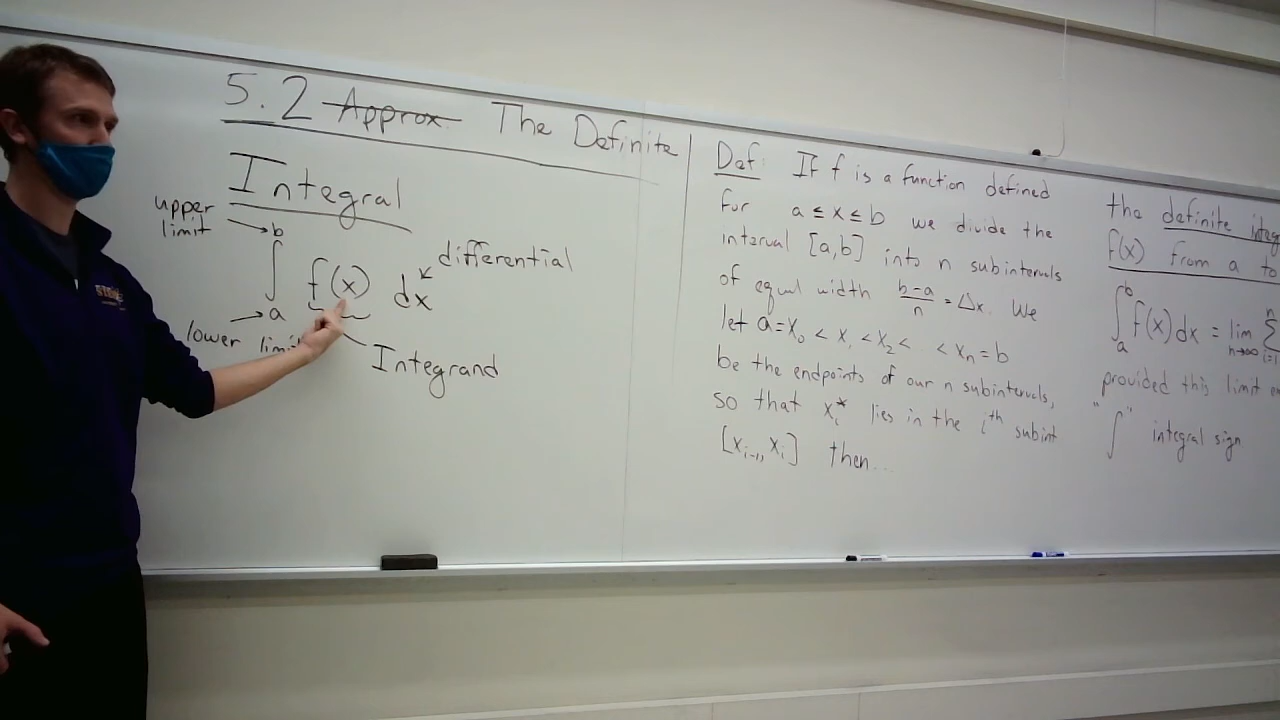 5.2 Approx. The Definite
Integral
upper
limit
b
∫ f(x) dx
differential
a
lower limit
Integrand
Def: If f is a function defined
for a ≤ x ≤ b we divide the
interval [a,b] into n subintervals
of equal width b-a/n = Δx. We
let a = x₀ < x₁ < x₂ < < xₙ = b
be the endpoints of our n subintervals,
so that xᵢ* lies in the iᵗʰ subint
[xᵢ₋₁, xᵢ] then...
the definite integ
f(x) from a to
∫ₐᵇ f(x)dx = lim n→∞ ∑ⁿ i=1
provided this limit
"∫" integral sign